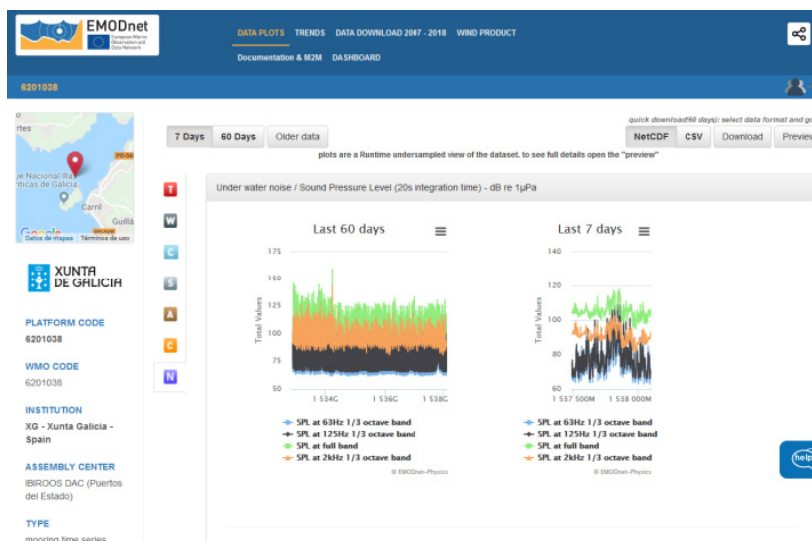 EMODnet
European Marine
Observation and
Data Network
DATA PLOTS TRENDS DATA DOWNLOAD 2047 - 2018 WIND PRODUCT
Documentation & M2M DASHBOARD
6201038
quick download(60 days): select data format and go
7 Days 60 Days Older data
NetCDF CSV Download Preview
plots are a Runtime undersampled view of the dataset. to see full details open the "preview"
Carril
Guilla
Google
Datos de mapas Términos de uso
T
W
C
S
A
C
N
Under water noise / Sound Pressure Level (20s integration time) - dB re 1µPa
Last 60 days
175
150
125
100
75
50
Total Values
1 534G 1 536G 1 538G
SPL at 63Hz 1/3 octave band
SPL at 125Hz 1/3 octave band
SPL at full band
SPL at 2kHz 1/3 octave band
© EMODnet-Physics
Last 7 days
140
120
100
80
60
Total Values
1 537 500M 1 538 000M
SPL at 63Hz 1/3 octave band
SPL at 125Hz 1/3 octave band
SPL at full band
SPL at 2kHz 1/3 octave band
© EMODnet-Physics
XUNTA
DE GALICIA
PLATFORM CODE
6201038
WMO CODE
6201038
INSTITUTION
XG - Xunta Galicia -
Spain
ASSEMBLY CENTER
IBIROOS DAC (Puertos
del Estado)
TYPE
mooring time series
help